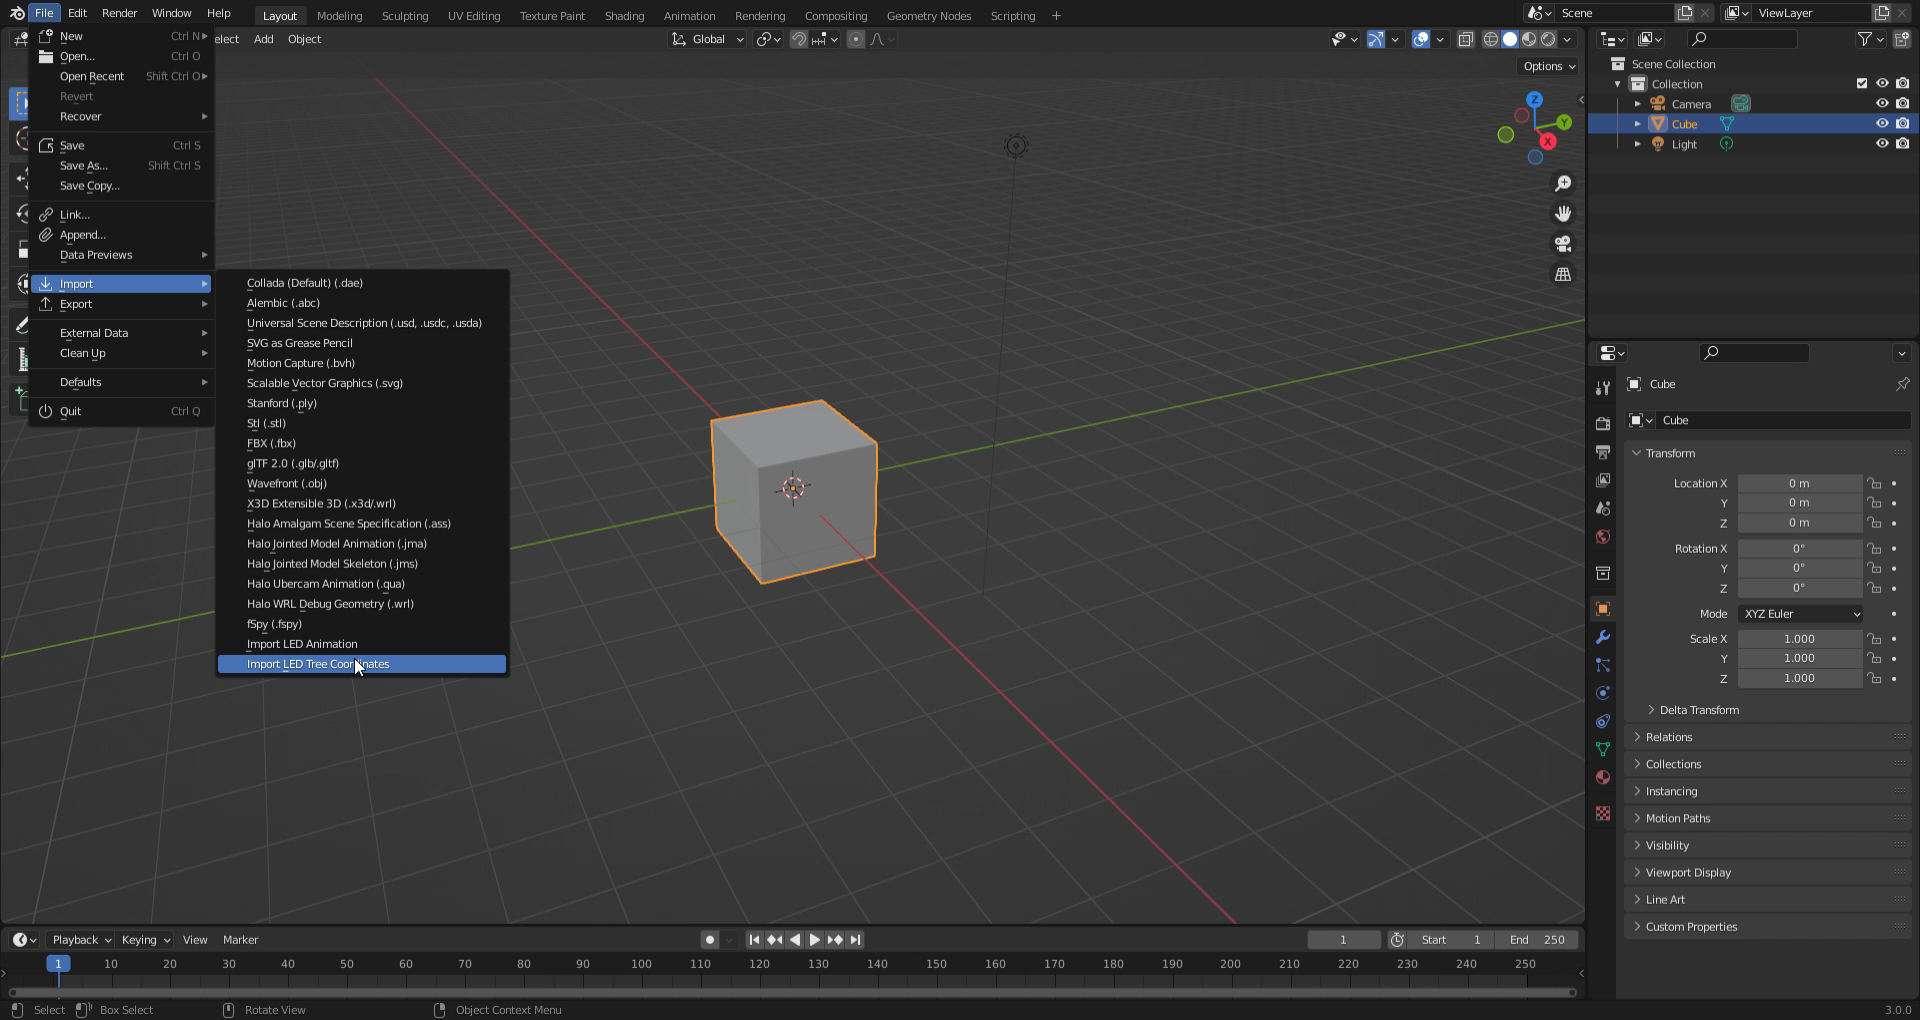 File Edit Render Window Help Layout Modeling Sculpting UV Editing Texture Paint Shading Animation Rendering Compositing Geometry Nodes Scripting + Scene ViewLayer
New Ctrl N
elect Add Object Global
Open... Ctrl O
Options
Open Recent Shift Ctrl O
Revert
Recover
Save Ctrl S
Save As... Shift Ctrl S
Save Copy...
Link...
Append...
Data Previews
Import
Export
External Data
Clean Up
Defaults
Quit Ctrl Q
Collada (Default) (.dae)
Alembic (.abc)
Universal Scene Description (.usd, .usdc, .usda)
SVG as Grease Pencil
Motion Capture (.bvh)
Scalable Vector Graphics (.svg)
Stanford (.ply)
Stl (.stl)
FBX (.fbx)
glTF 2.0 (.glb/.gltf)
Wavefront (.obj)
X3D Extensible 3D (.x3d/.wrl)
Halo Amalgam Scene Specification (.ass)
Halo Jointed Model Animation (.jma)
Halo Jointed Model Skeleton (.jms)
Halo Ubercam Animation (.qua)
Halo WRL Debug Geometry (.wrl)
fSpy (.fspy)
Import LED Animation
Import LED Tree Coordinates
Z
Y
X
Scene Collection
Collection
Camera
Cube
Light
Cube
Cube
Transform
Location X 0 m
Y 0 m
Z 0 m
Rotation X 0°
Y 0°
Z 0°
Mode XYZ Euler
Scale X 1.000
Y 1.000
Z 1.000
Delta Transform
Relations
Collections
Instancing
Motion Paths
Visibility
Viewport Display
Line Art
Custom Properties
Playback Keying View Marker 1 Start 1 End 250
1 10 20 30 40 50 60 70 80 90 100 110 120 130 140 150 160 170 180 190 200 210 220 230 240 250
Select Box Select Rotate View Object Context Menu 3.0.0